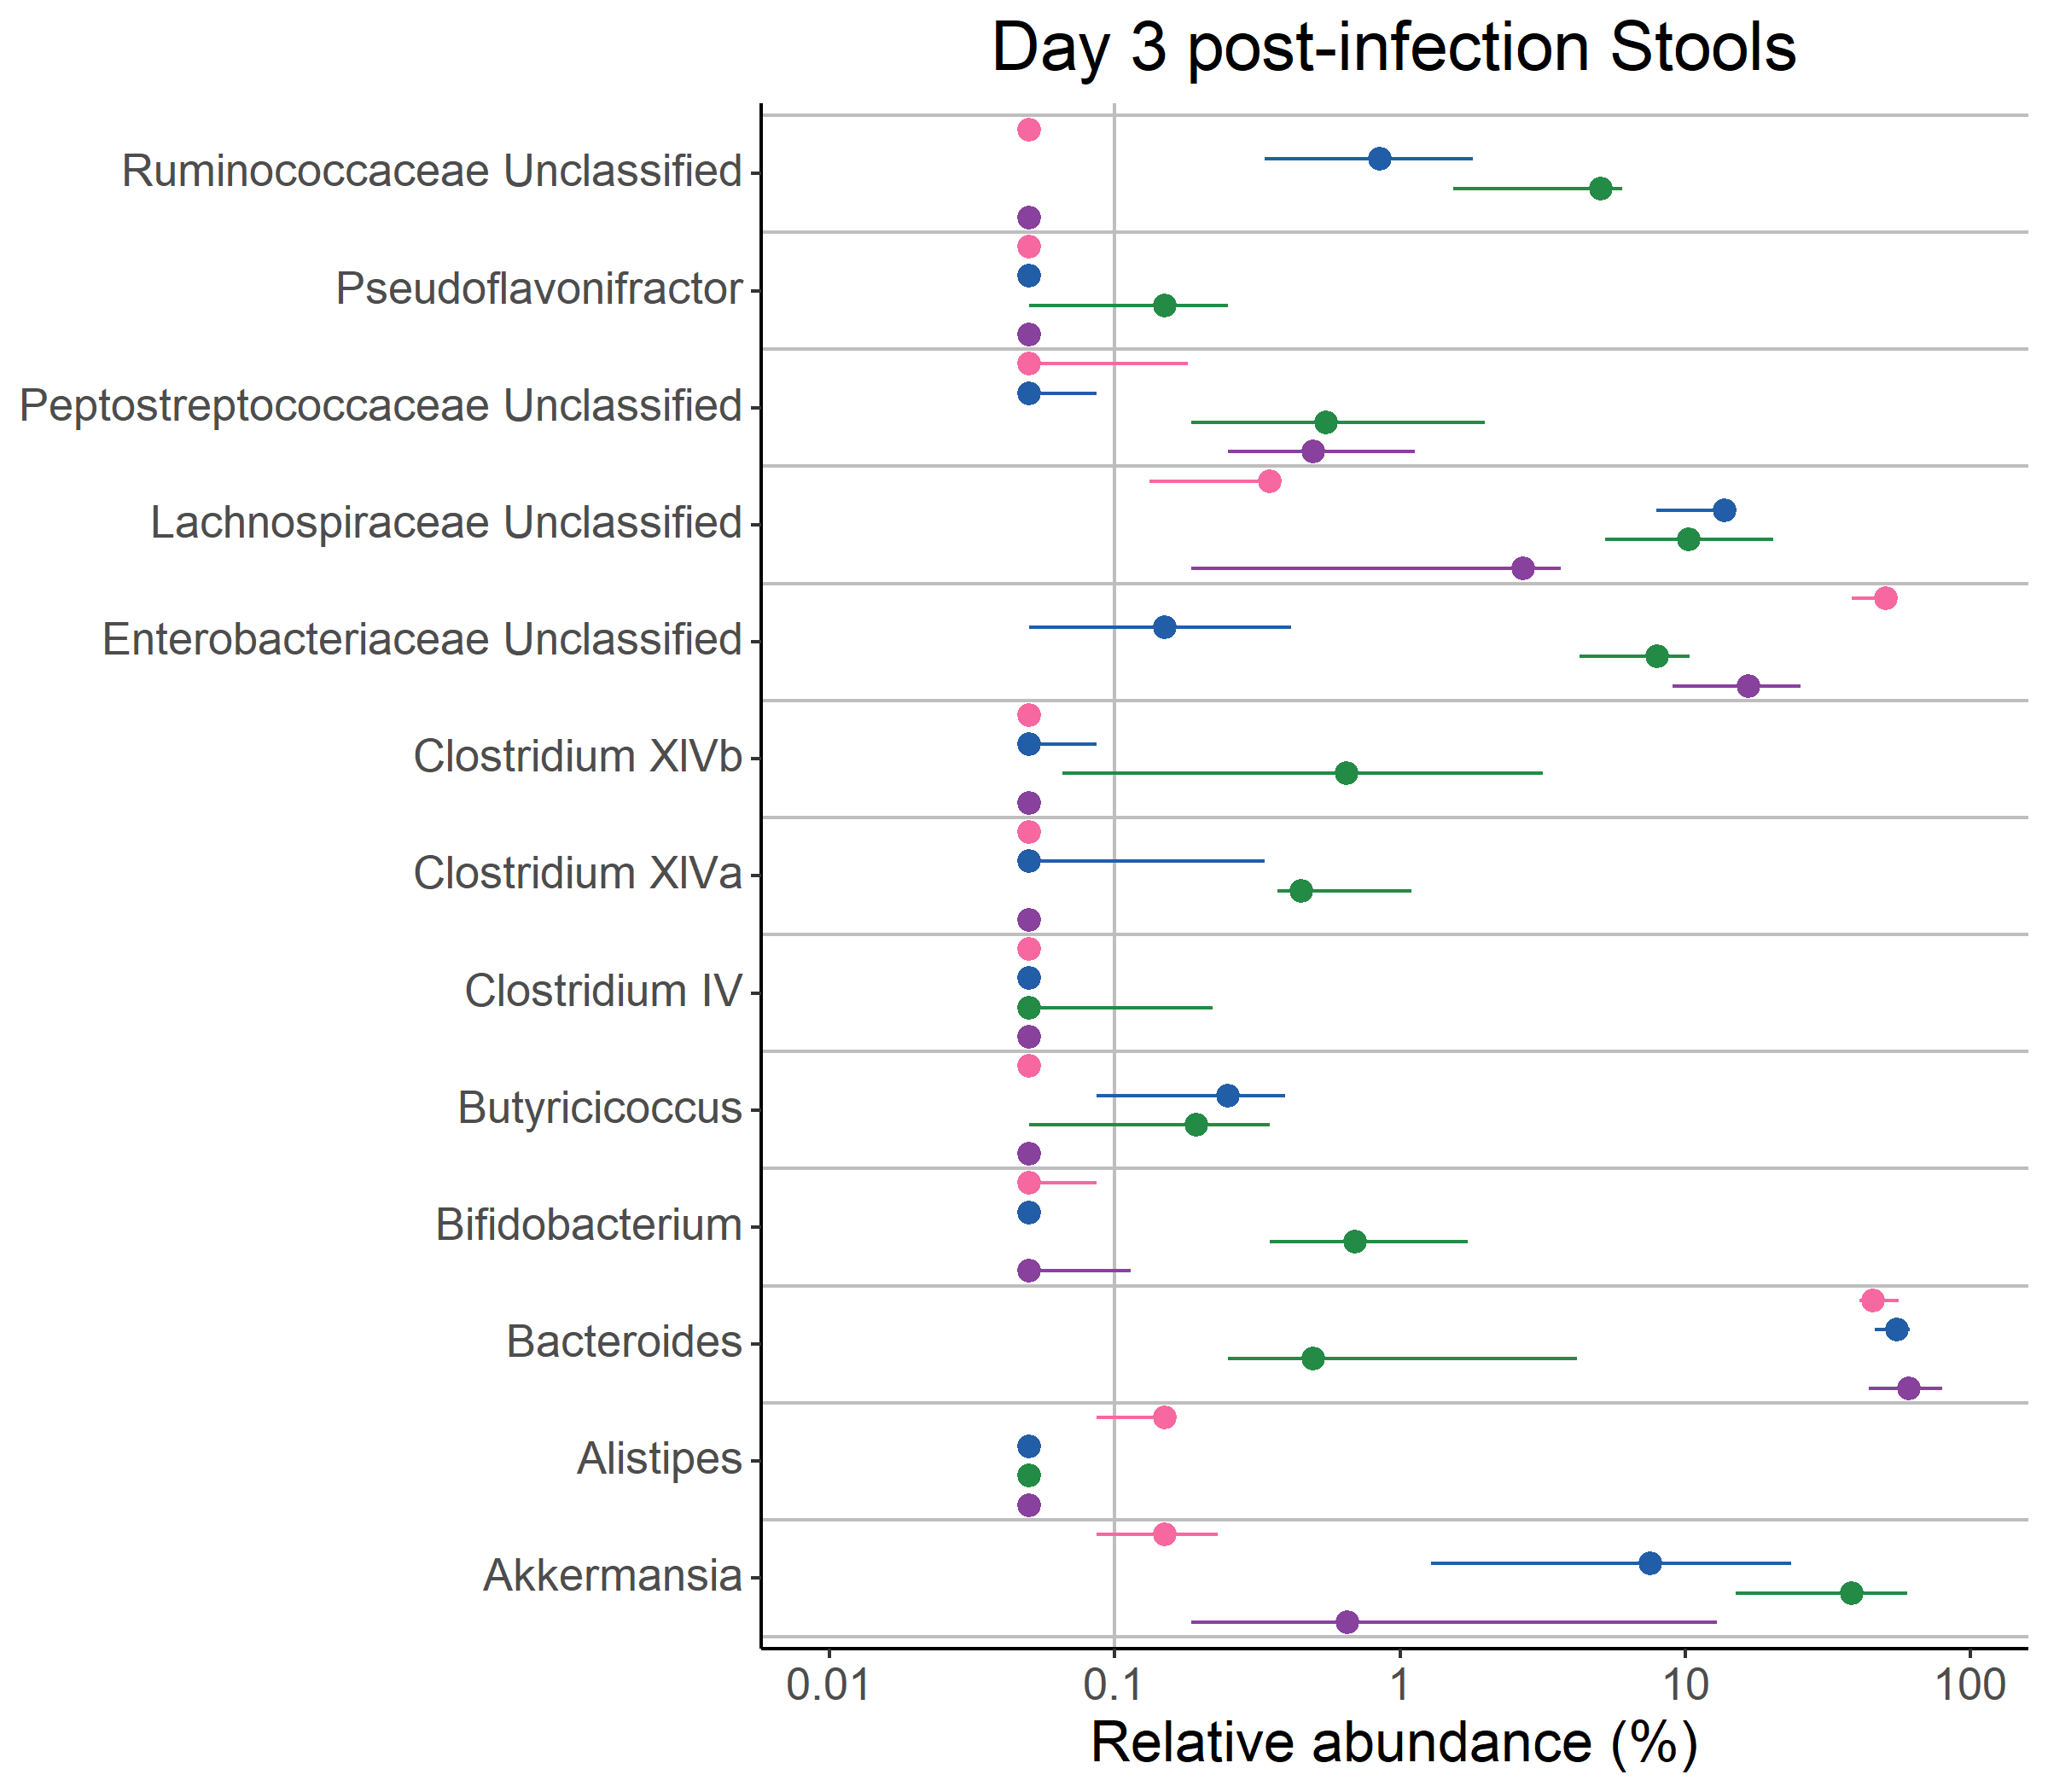 Day 3 post-infection Stools
Ruminococcaceae Unclassified
Pseudoflavonifractor
Peptostreptococcaceae Unclassified
Lachnospiraceae Unclassified
Enterobacteriaceae Unclassified
Clostridium XlVb
Clostridium XlVa
Clostridium IV
Butyricicoccus
Bifidobacterium
Bacteroides
Alistipes
Akkermansia
0.01 0.1 1 10 100
Relative abundance (%)